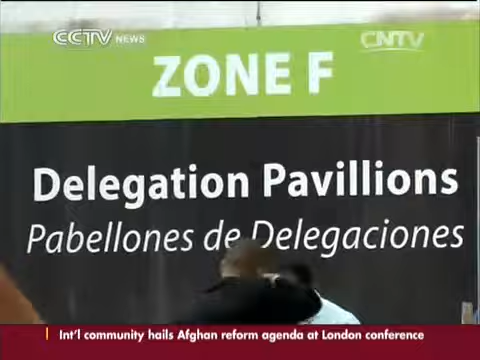 CCTV NEWS
CNTV
ZONE F
Delegation Pavillions
Pabellones de Delegaciones
Int'l community hails Afghan reform agenda at London conference